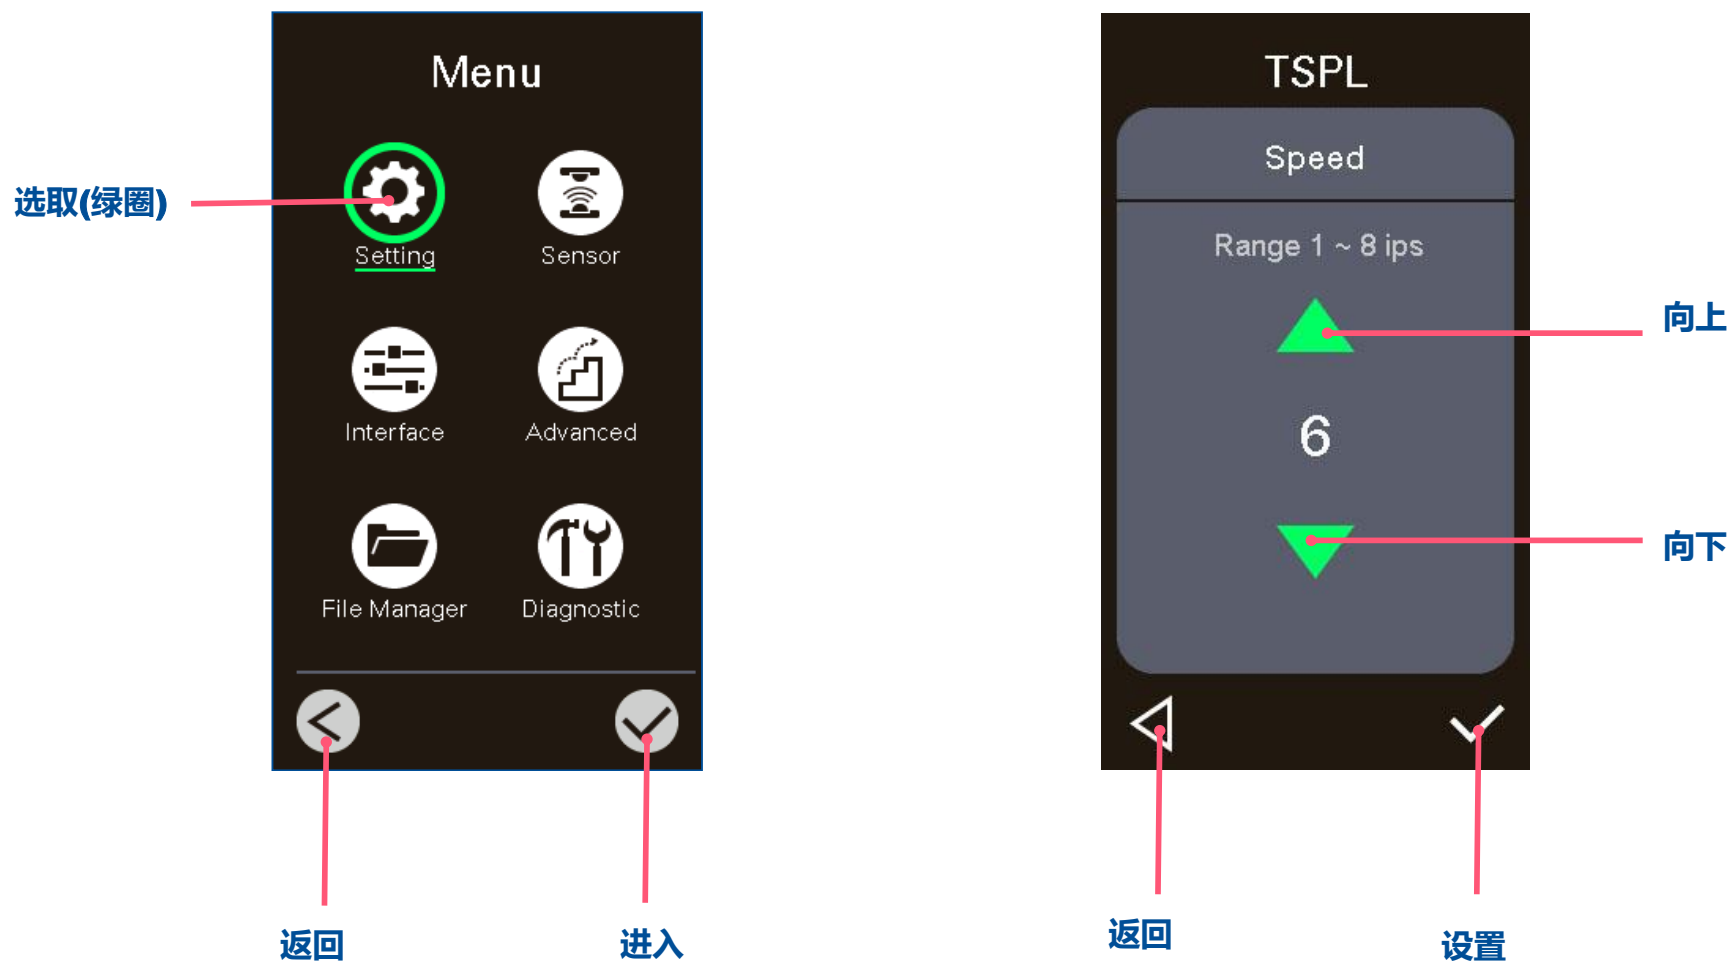 Menu
选取(绿圈)
Setting
Sensor
Interface
Advanced
File Manager
Diagnostic
返回
进入
TSPL
Speed
Range 1 ~ 8 ips
向上
6
向下
返回
设置